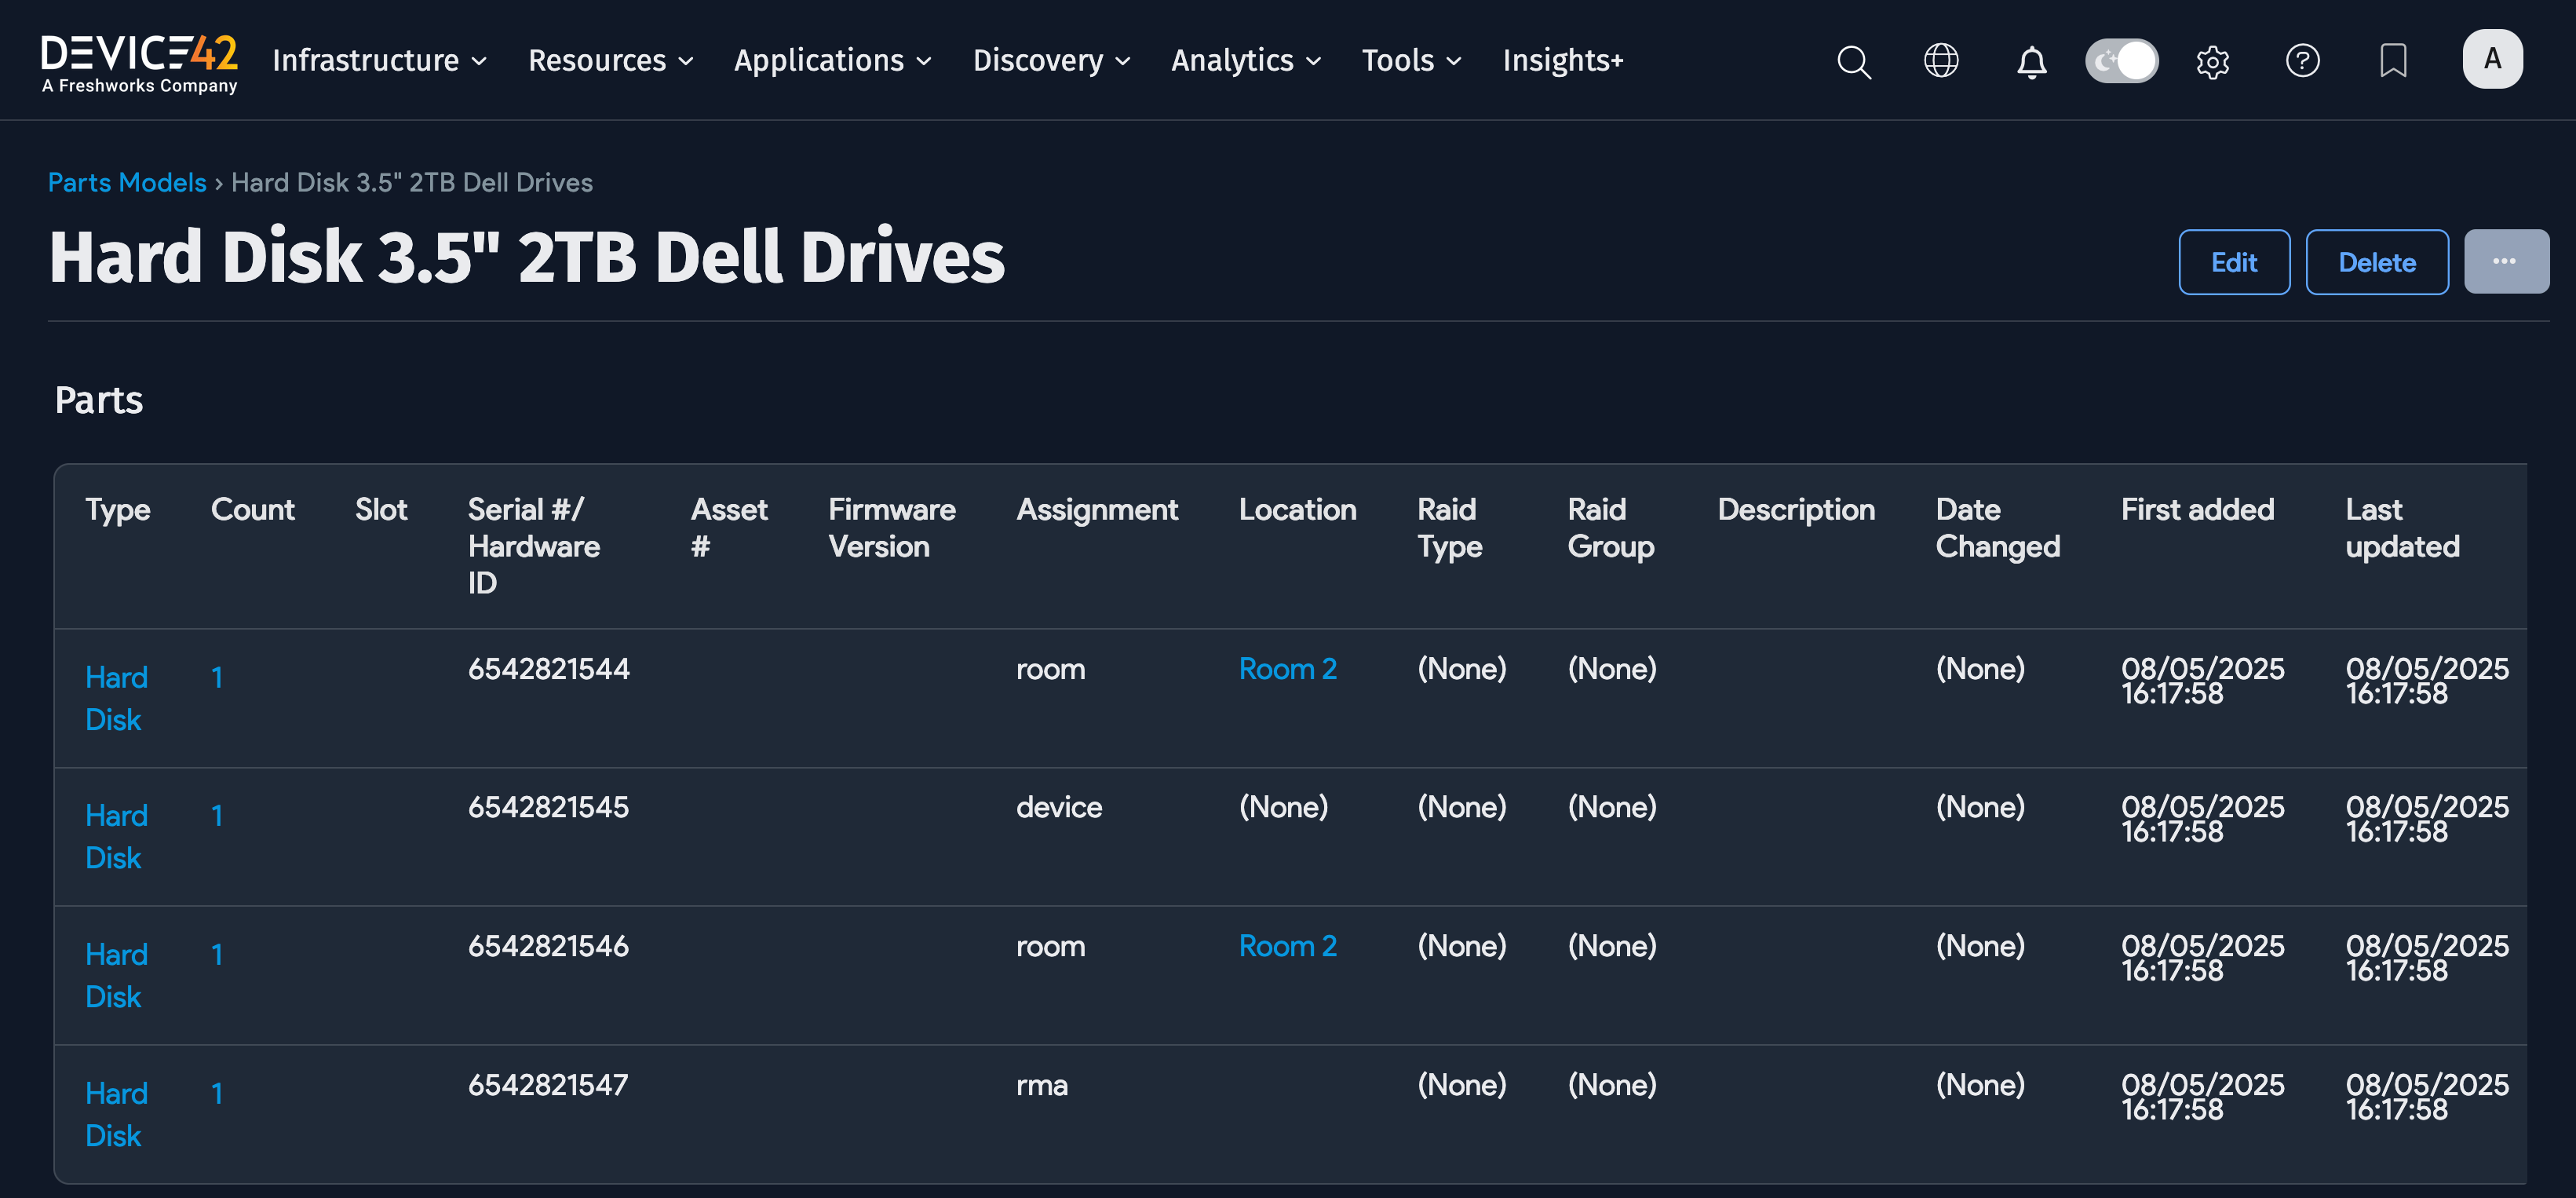 DEVICE42
A Freshworks Company
Infrastructure Resources Applications Discovery Analytics Tools Insights+
A
Parts Models › Hard Disk 3.5" 2TB Dell Drives
Hard Disk 3.5" 2TB Dell Drives
Edit Delete ...
Parts
Type Count Slot Serial #/ Hardware ID Asset # Firmware Version Assignment Location Raid Type Raid Group Description Date Changed First added Last updated
Hard Disk 1 6542821544 room Room 2 (None) (None) (None) 08/05/2025 16:17:58 08/05/2025 16:17:58
Hard Disk 1 6542821545 device (None) (None) (None) (None) 08/05/2025 16:17:58 08/05/2025 16:17:58
Hard Disk 1 6542821546 room Room 2 (None) (None) (None) 08/05/2025 16:17:58 08/05/2025 16:17:58
Hard Disk 1 6542821547 rma (None) (None) (None) 08/05/2025 16:17:58 08/05/2025 16:17:58